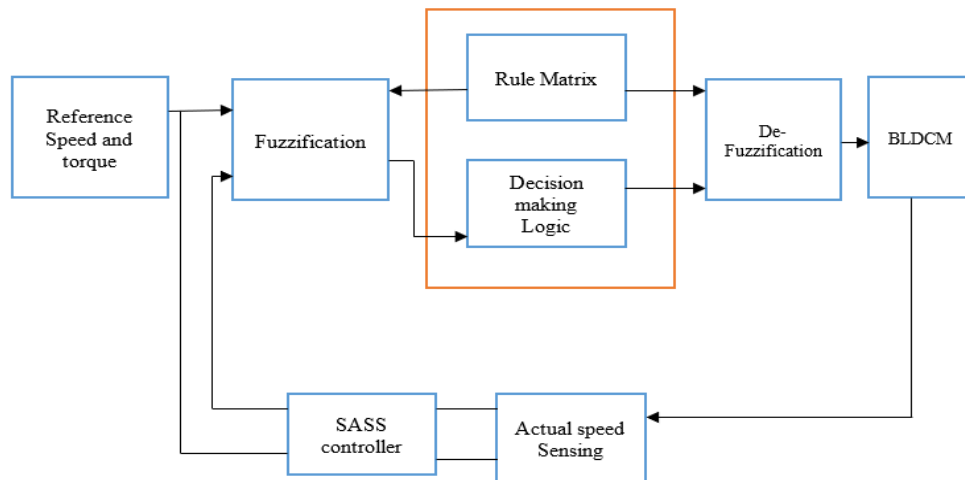 Reference
Speed and
torque
Fuzzification
Rule Matrix
Decision
making
Logic
De-
Fuzzification
BLDCM
SASS
controller
Actual speed
Sensing